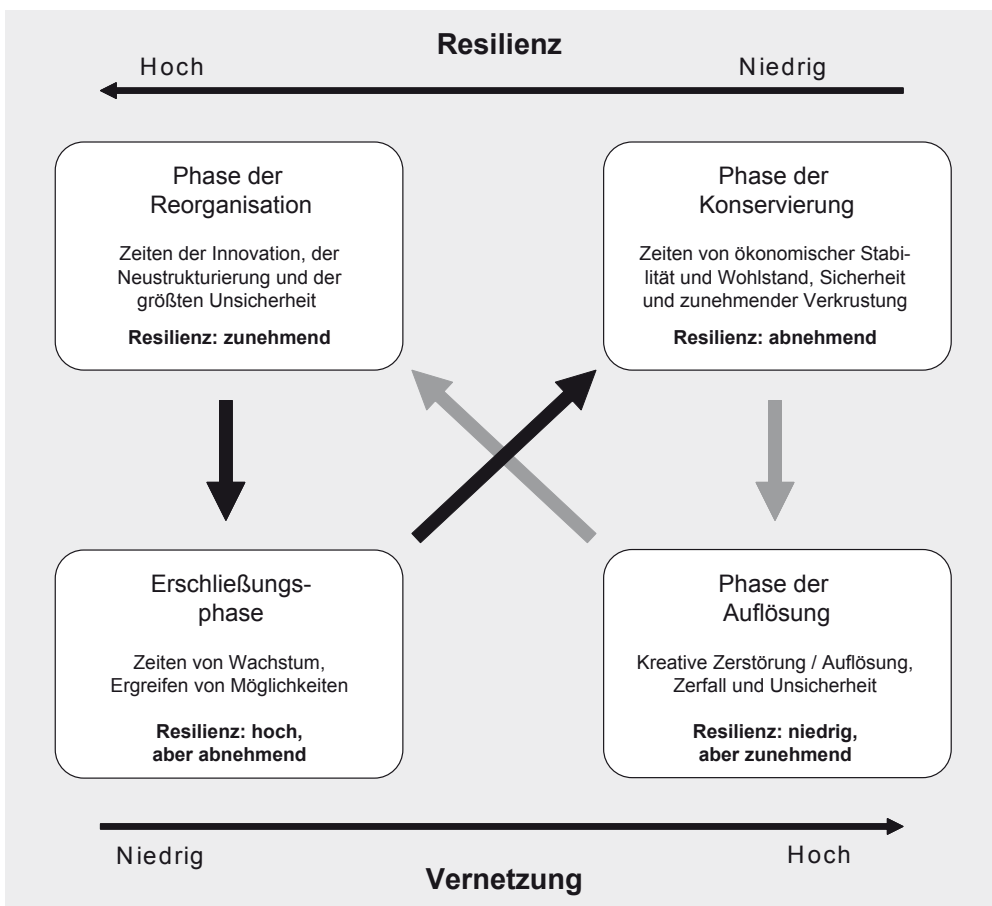 Resilienz
Hoch
Niedrig
Phase der
Reorganisation
Zeiten der Innovation, der
Neustrukturierung und der
größten Unsicherheit
Resilienz: zunehmend
Phase der
Konservierung
Zeiten von ökonomischer Stabi-
lität und Wohlstand, Sicherheit
und zunehmender Verkrustung
Resilienz: abnehmend
Erschließungs-
phase
Zeiten von Wachstum,
Ergreifen von Möglichkeiten
Resilienz: hoch,
aber abnehmend
Phase der
Auflösung
Kreative Zerstörung / Auflösung,
Zerfall und Unsicherheit
Resilienz: niedrig,
aber zunehmend
Niedrig
Hoch
Vernetzung